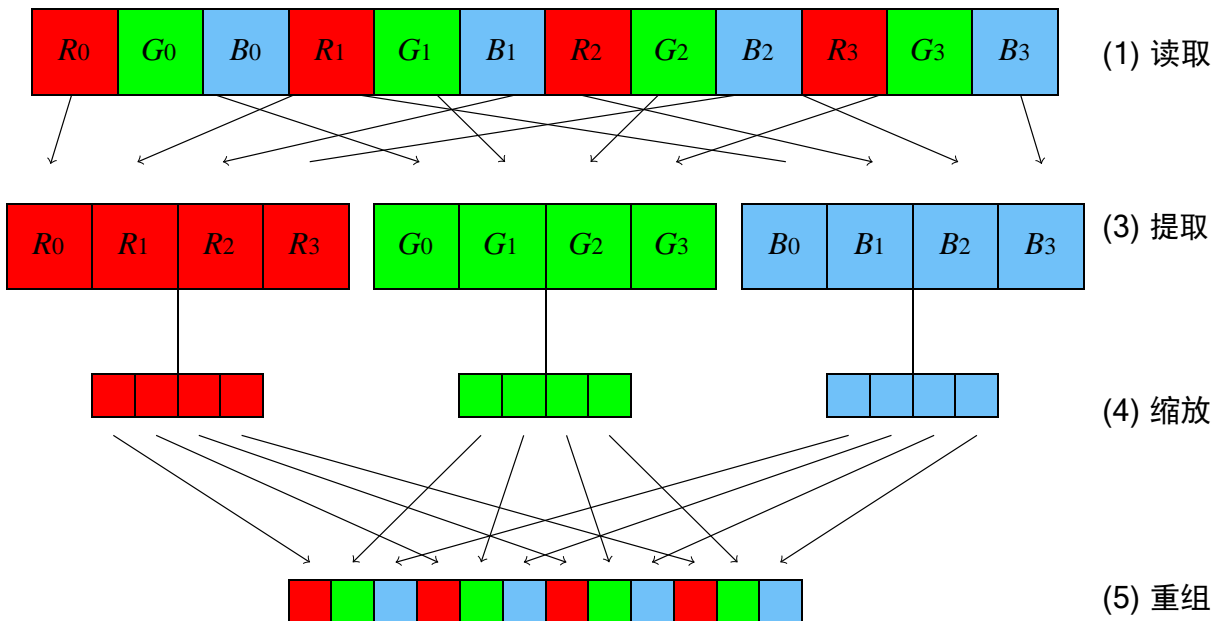 R0 G0 B0 R1 G1 B1 R2 G2 B2 R3 G3 B3 (1) 读取
R0 R1 R2 R3 G0 G1 G2 G3 B0 B1 B2 B3 (3) 提取
(4) 缩放
(5) 重组